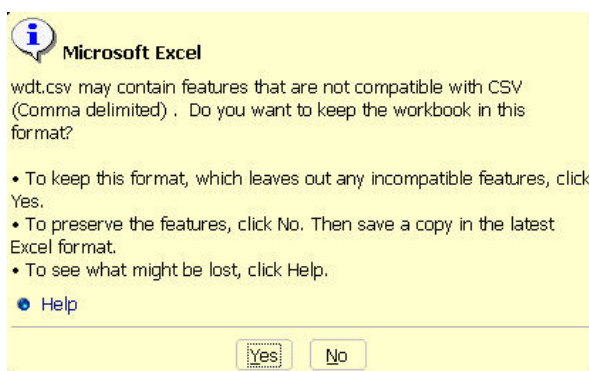 Microsoft Excel
wdt.csv may contain features that are not compatible with CSV
(Comma delimited) . Do you want to keep the workbook in this
format?
• To keep this format, which leaves out any incompatible features, click
Yes.
• To preserve the features, click No. Then save a copy in the latest
Excel format.
• To see what might be lost, click Help.
Help
Yes No